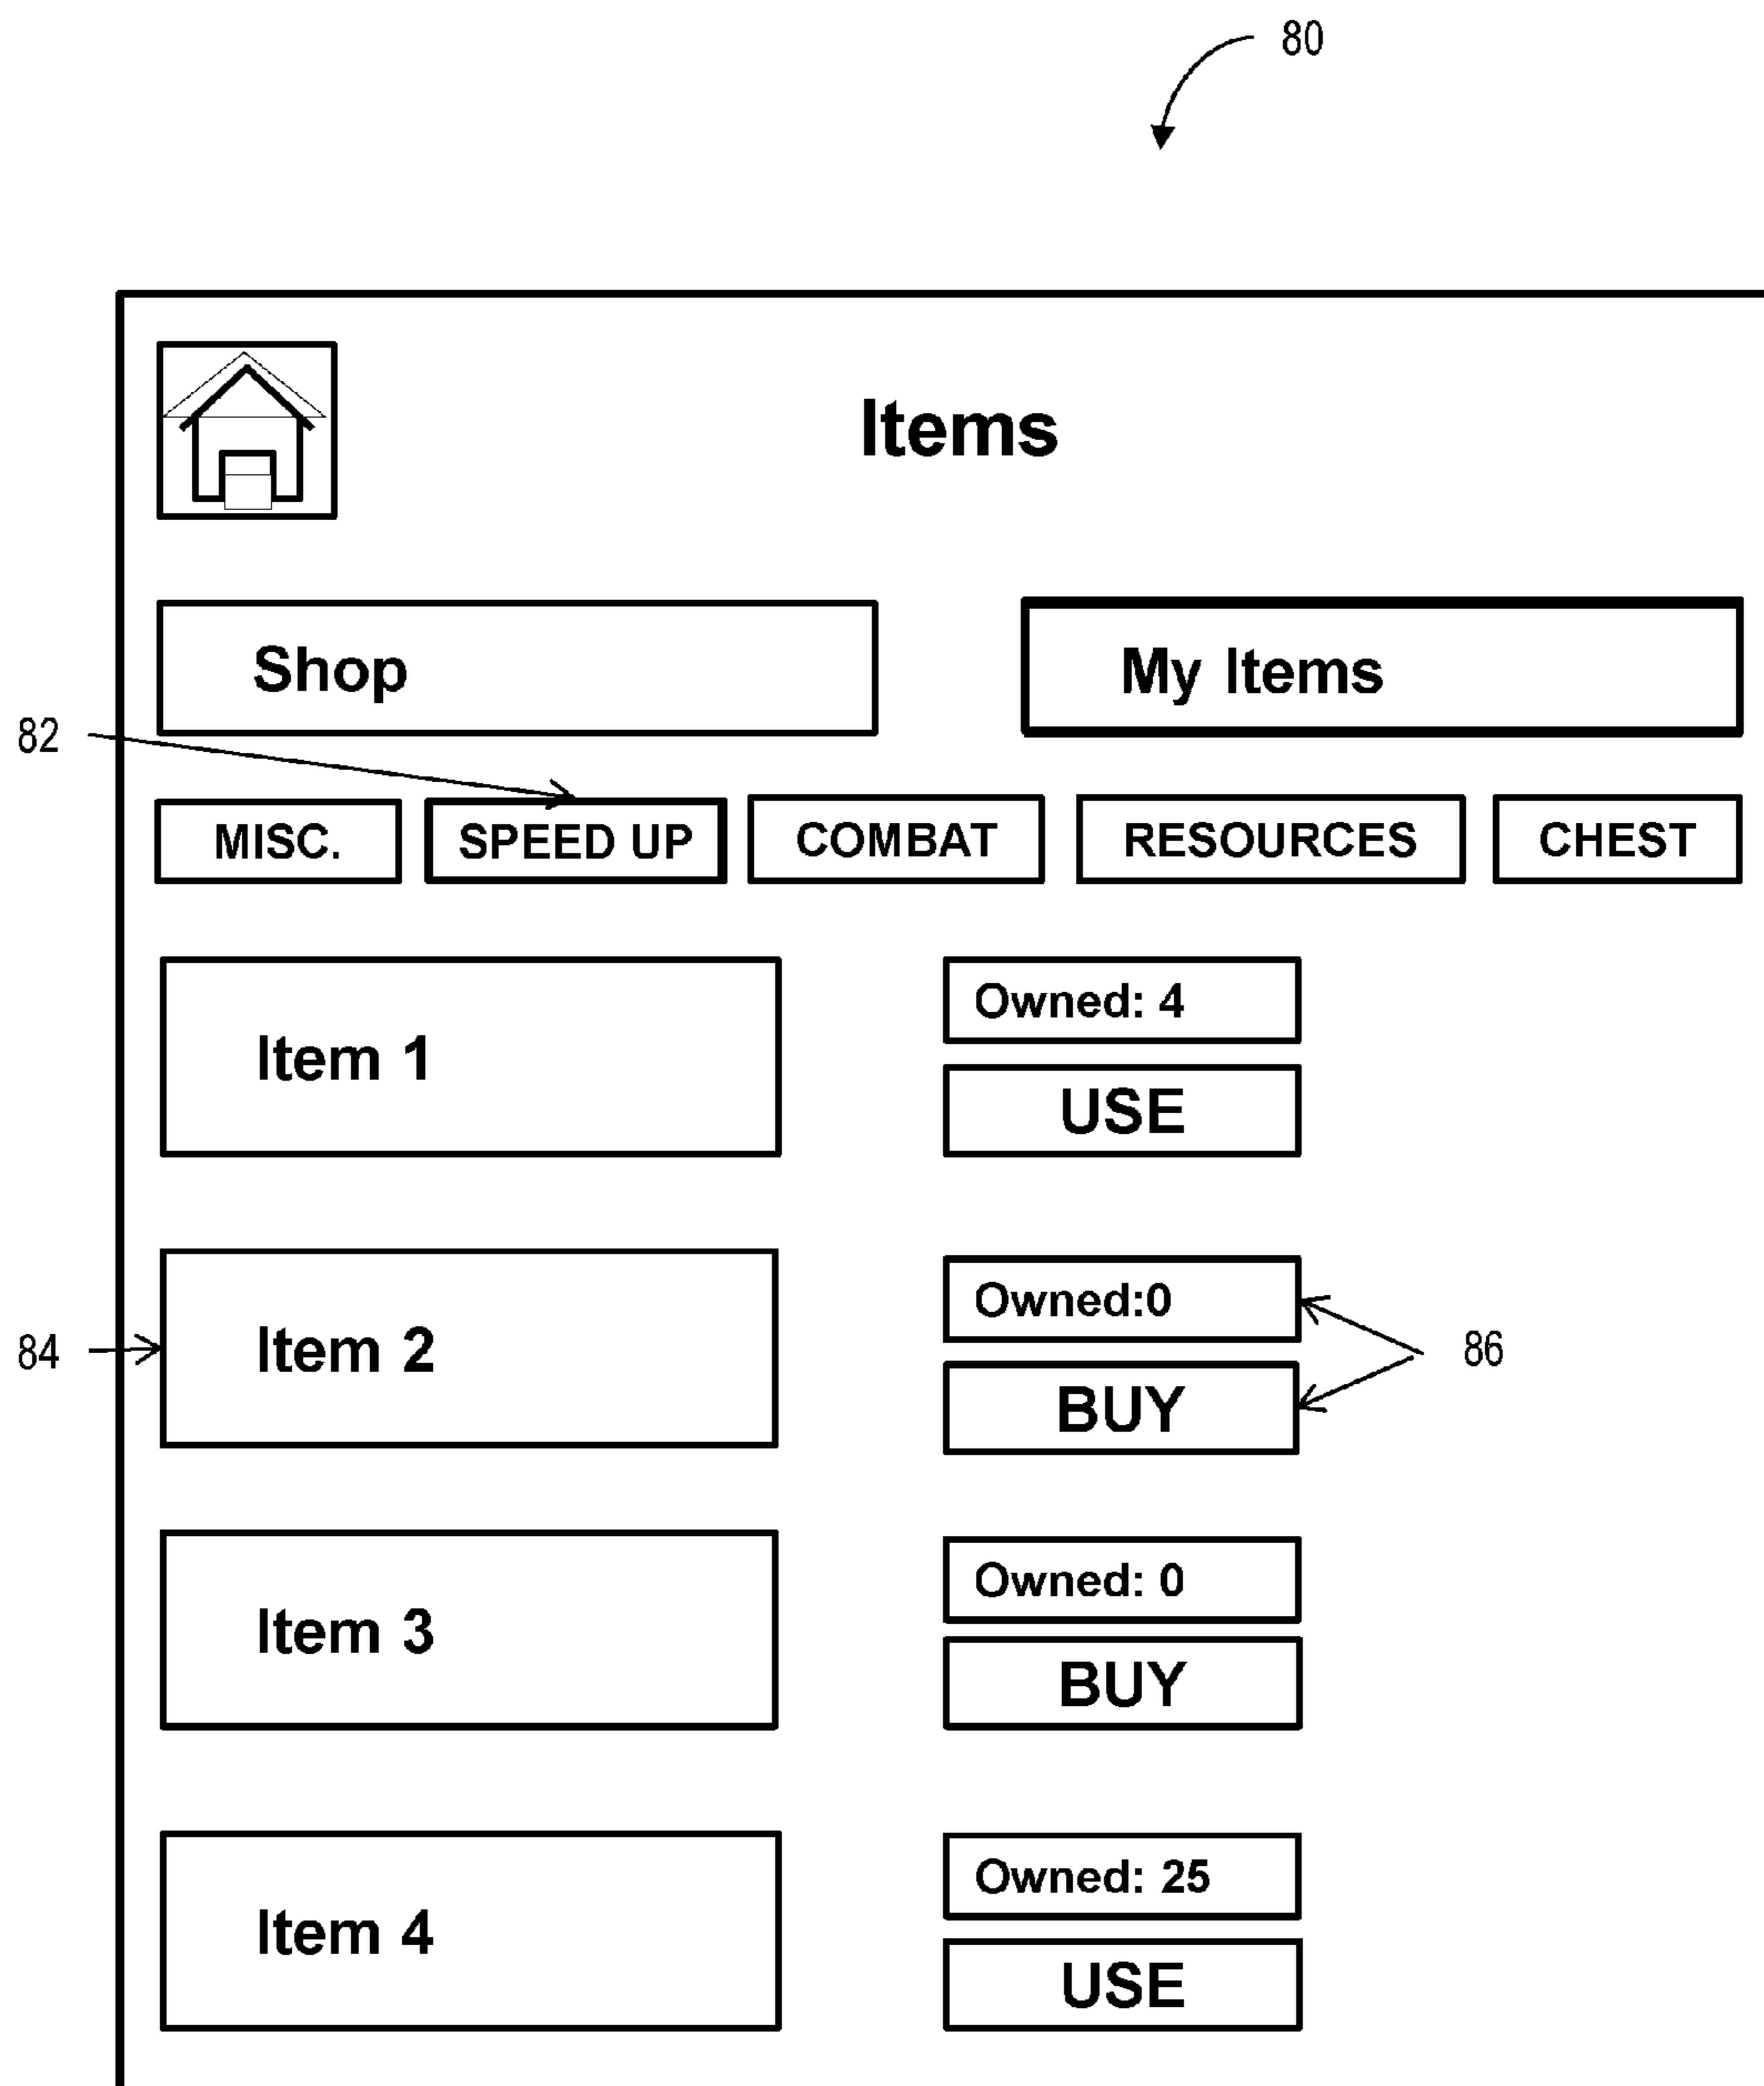 80
Items
Shop
My Items
82
MISC.
SPEED UP
COMBAT
RESOURCES
CHEST
Item 1
Owned: 4
USE
84
Item 2
Owned:0
BUY
86
Item 3
Owned: 0
BUY
Item 4
Owned: 25
USE